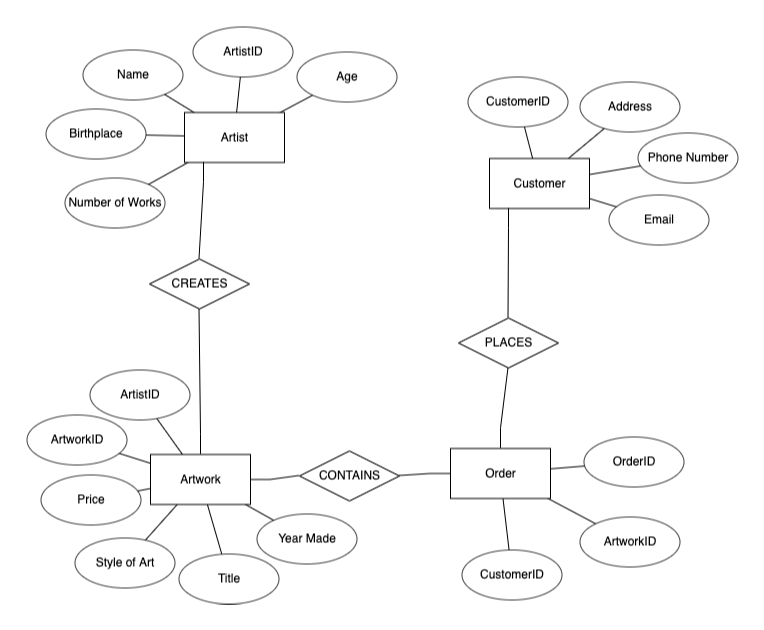 ArtistID
Name
Age
Birthplace
Artist
Number of Works
CustomerID
Address
Phone Number
Customer
Email
CREATES
PLACES
ArtistID
ArtworkID
Artwork
Price
Style of Art
Title
Year Made
CONTAINS
Order
OrderID
ArtworkID
CustomerID